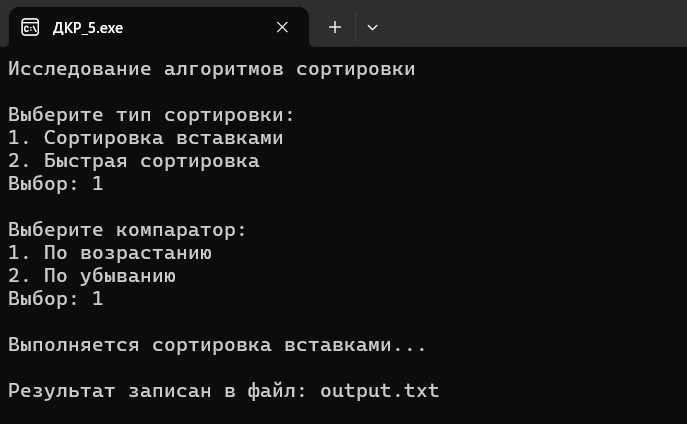 ДКР_5.exe
Исследование алгоритмов сортировки
Выберите тип сортировки:
1. Сортировка вставками
2. Быстрая сортировка
Выбор: 1
Выберите компаратор:
1. По возрастанию
2. По убыванию
Выбор: 1
Выполняется сортировка вставками...
Результат записан в файл: output.txt